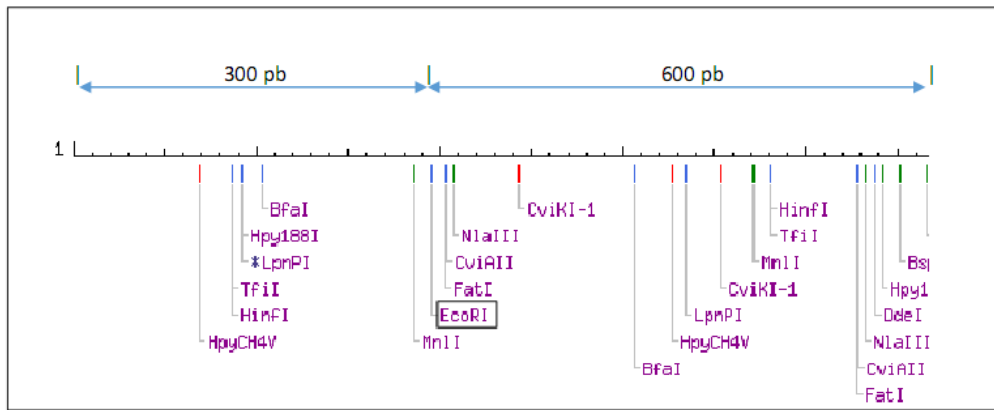 300 pb 600 pb
1
BfaI CviKI-1 HinfI
Hpy188I NlaIII TfiI
*LpnPI CviAII MnlI Bsp
TfiI FatI CviKI-1 Hpy1
HinfI EcoRI LpnPI DdeI
HpyCH4V MnlI HpyCH4V NlaIII
BfaI CviAII
FatI